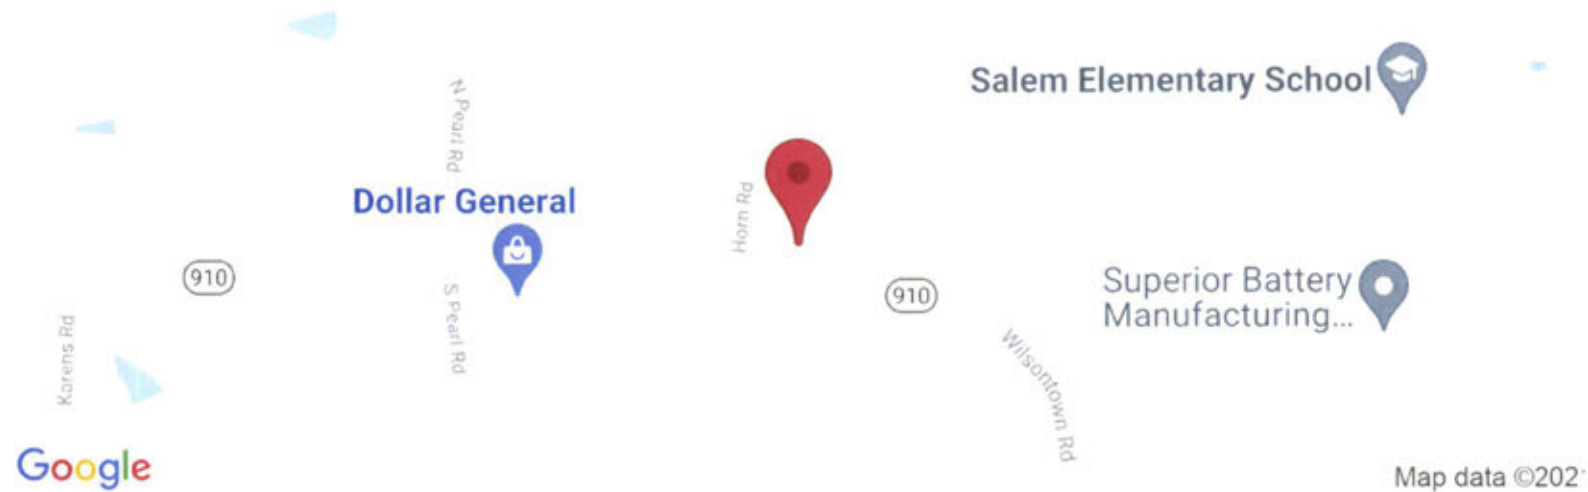 Salem Elementary School
N Pearl Rd
Dollar General
Horn Rd
910
910
Superior Battery
Manufacturing...
S Pearl Rd
Karens Rd
Wilsontown Rd
Google
Map data ©202